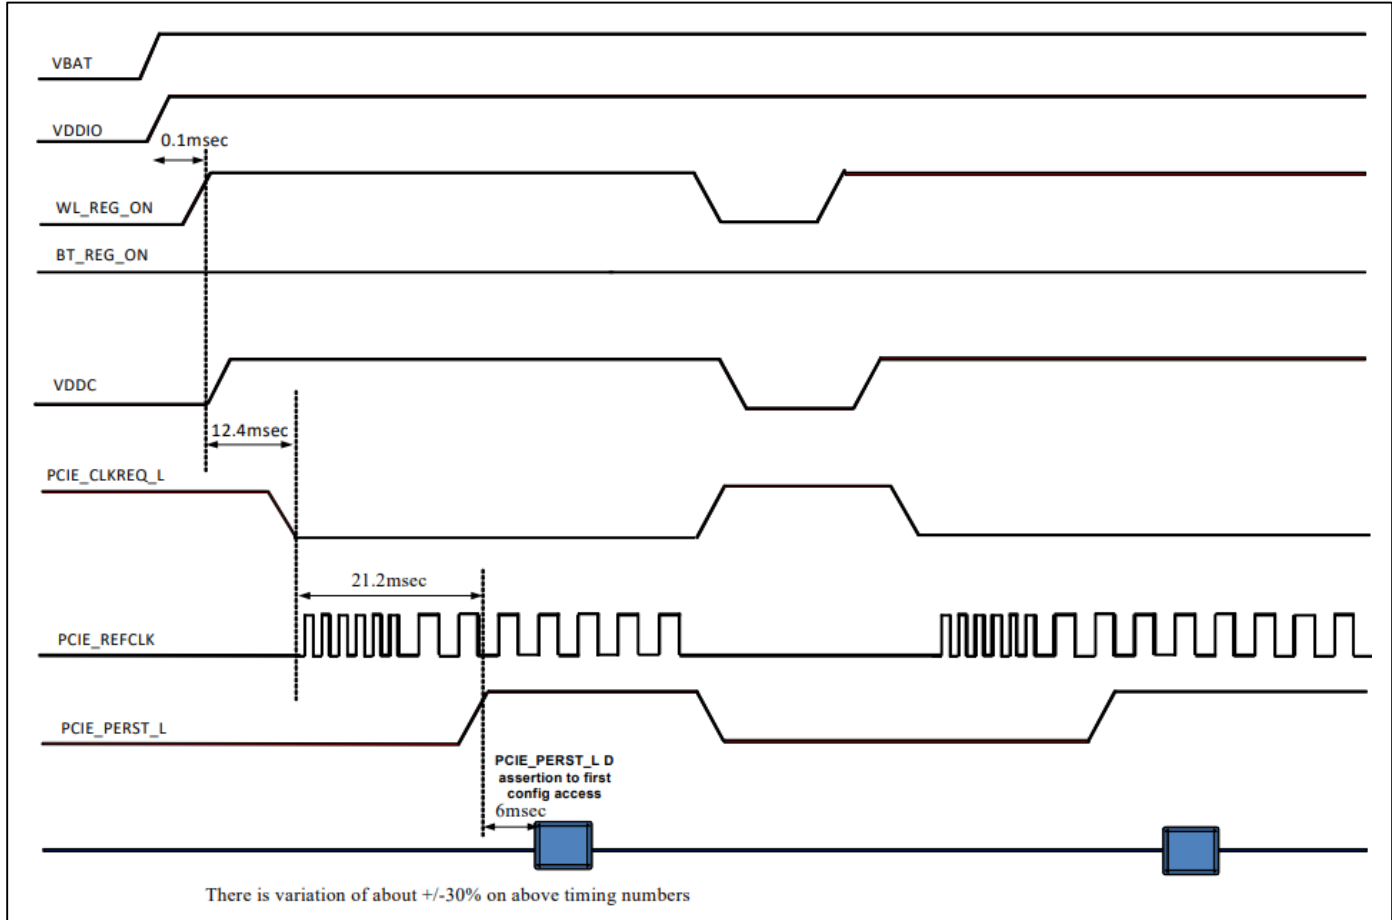 VBAT
VDDIO
0.1msec
WL_REG_ON
BT_REG_ON
VDDC
12.4msec
PCIE_CLKREQ_L
21.2msec
PCIE_REFCLK
PCIE_PERST_L
PCIE_PERST_L D
assertion to first
config access
6msec
There is variation of about +/-30% on above timing numbers